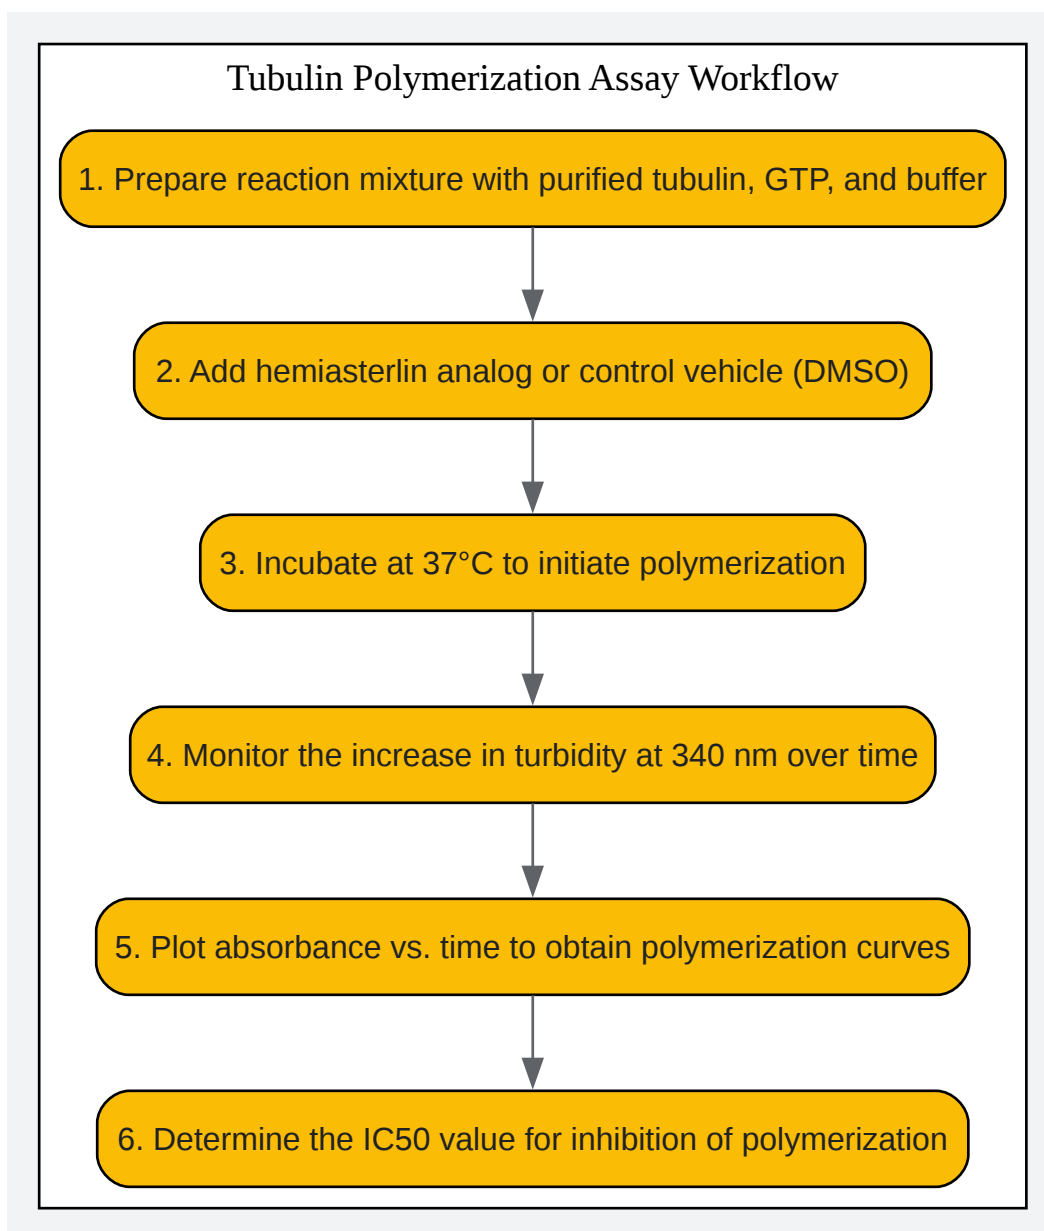 Tubulin Polymerization Assay Workflow
1. Prepare reaction mixture with purified tubulin, GTP, and buffer
2. Add hemiasterlin analog or control vehicle (DMSO)
3. Incubate at 37°C to initiate polymerization
4. Monitor the increase in turbidity at 340 nm over time
5. Plot absorbance vs. time to obtain polymerization curves
6. Determine the IC50 value for inhibition of polymerization